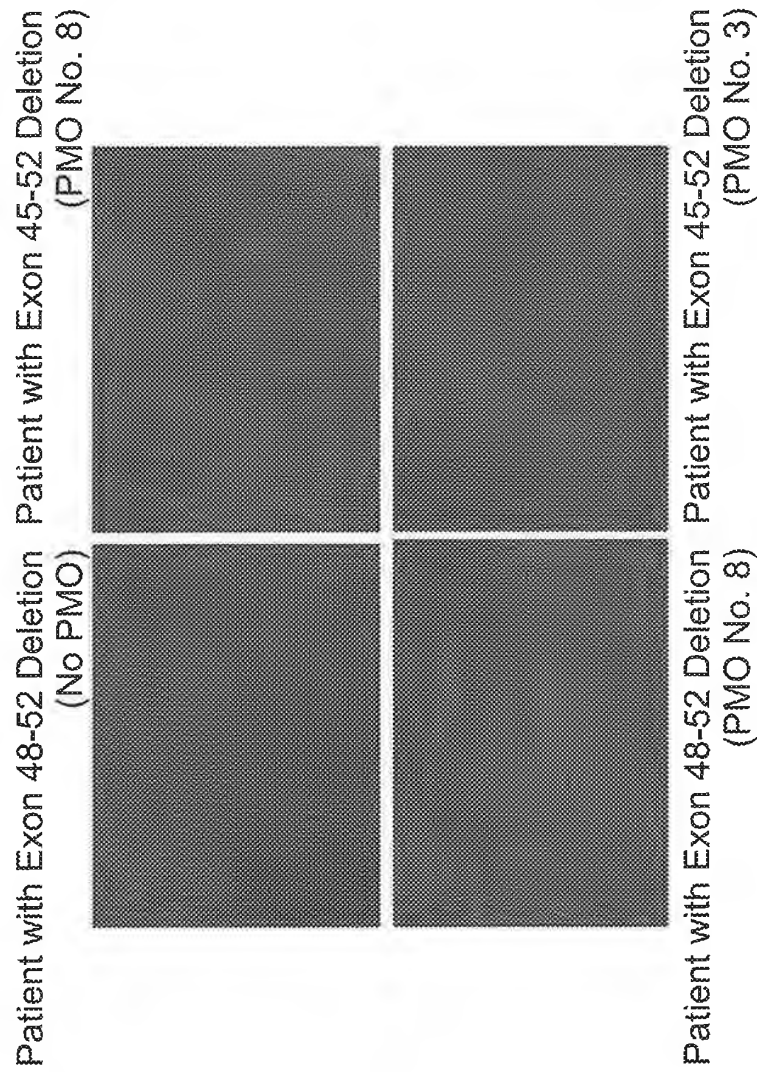 Patient with Exon 48-52 Deletion
(No PMO)
Patient with Exon 45-52 Deletion
(PMO No. 8)
Patient with Exon 48-52 Deletion
(PMO No. 8)
Patient with Exon 45-52 Deletion
(PMO No. 3)